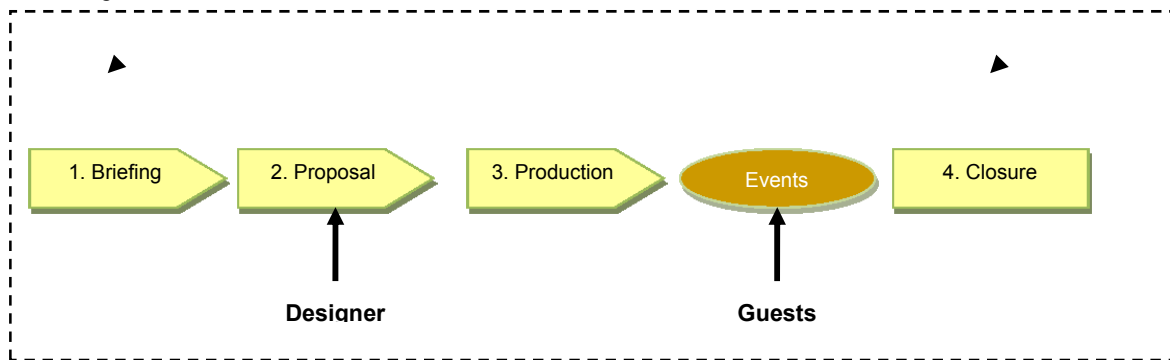 1. Briefing
2. Proposal
3. Production
Events
4. Closure
Designer
Guests